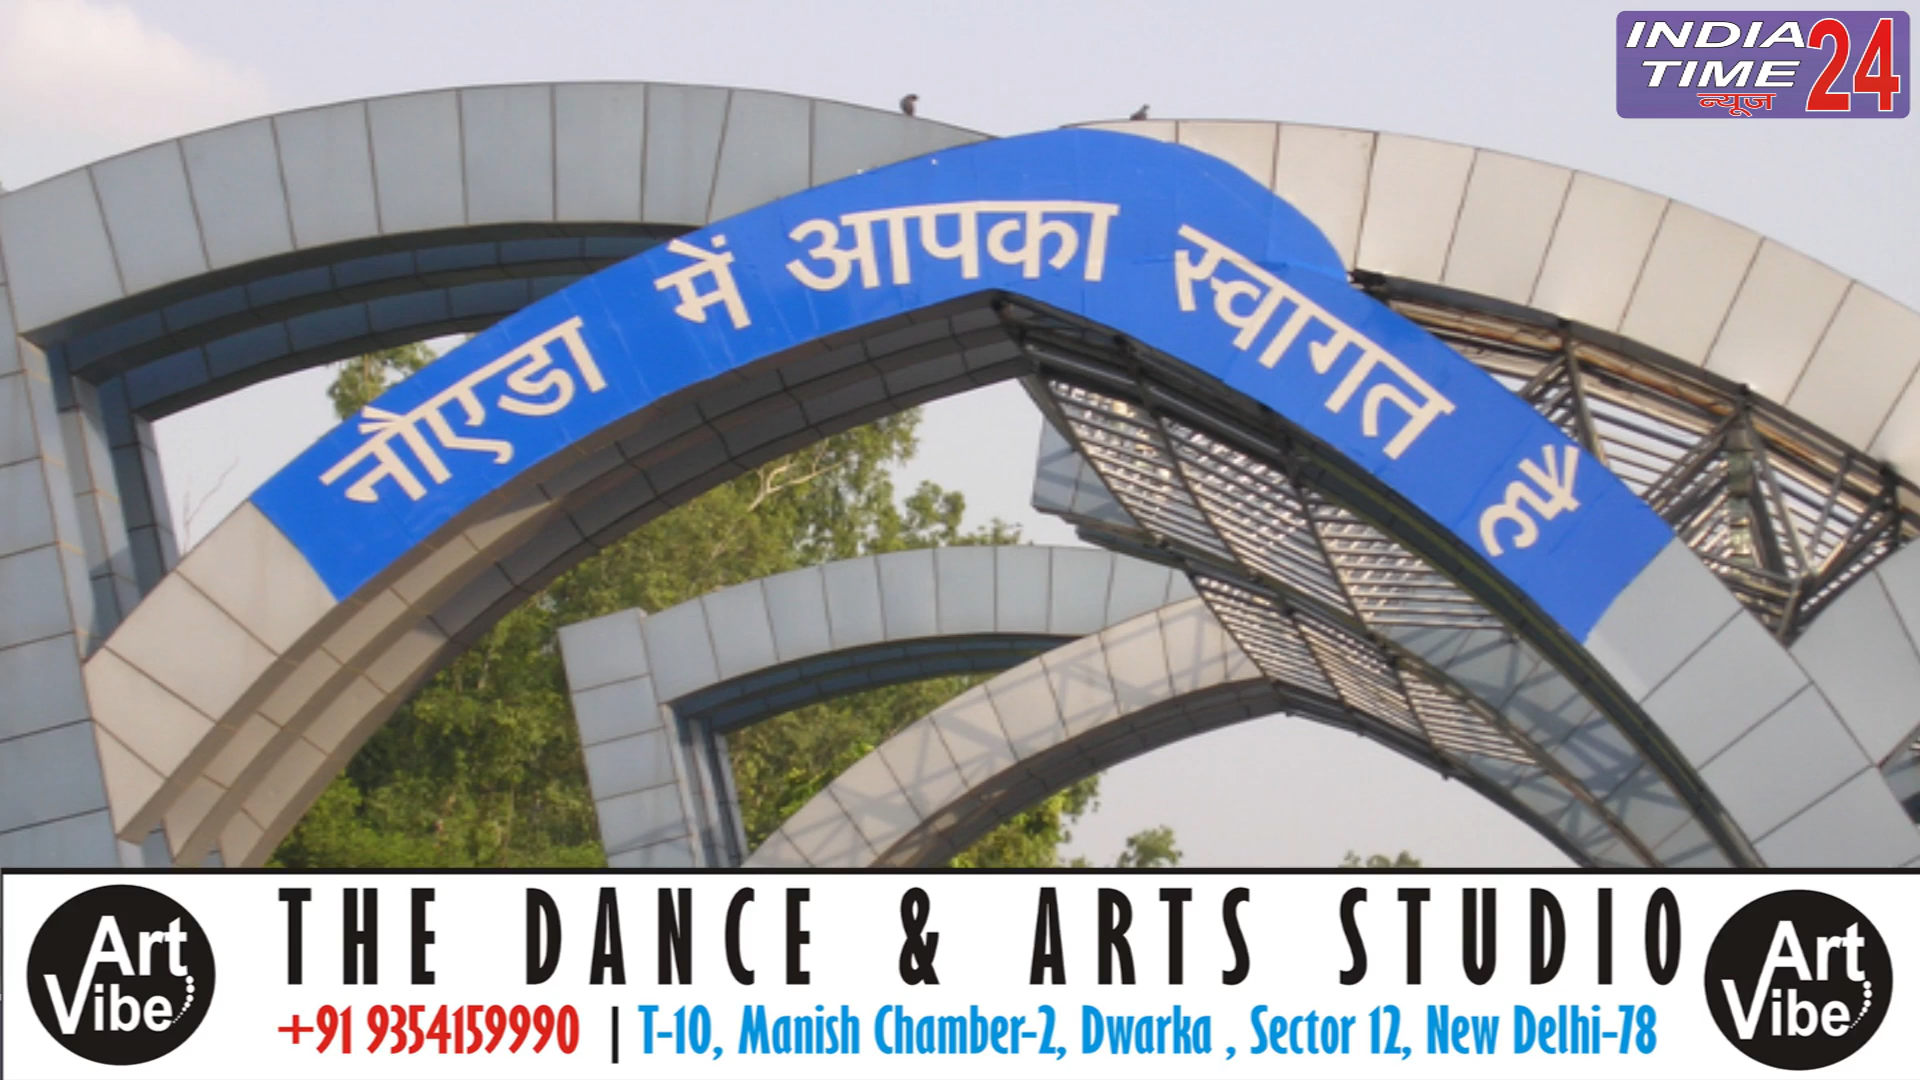 INDIA
TIME 24
न्यूज
नौएडा में आपका स्वागत है
Art
Vibe
THE DANCE & ARTS STUDIO
+91 9354159990 | T-10, Manish Chamber-2, Dwarka , Sector 12, New Delhi-78
Art
Vibe